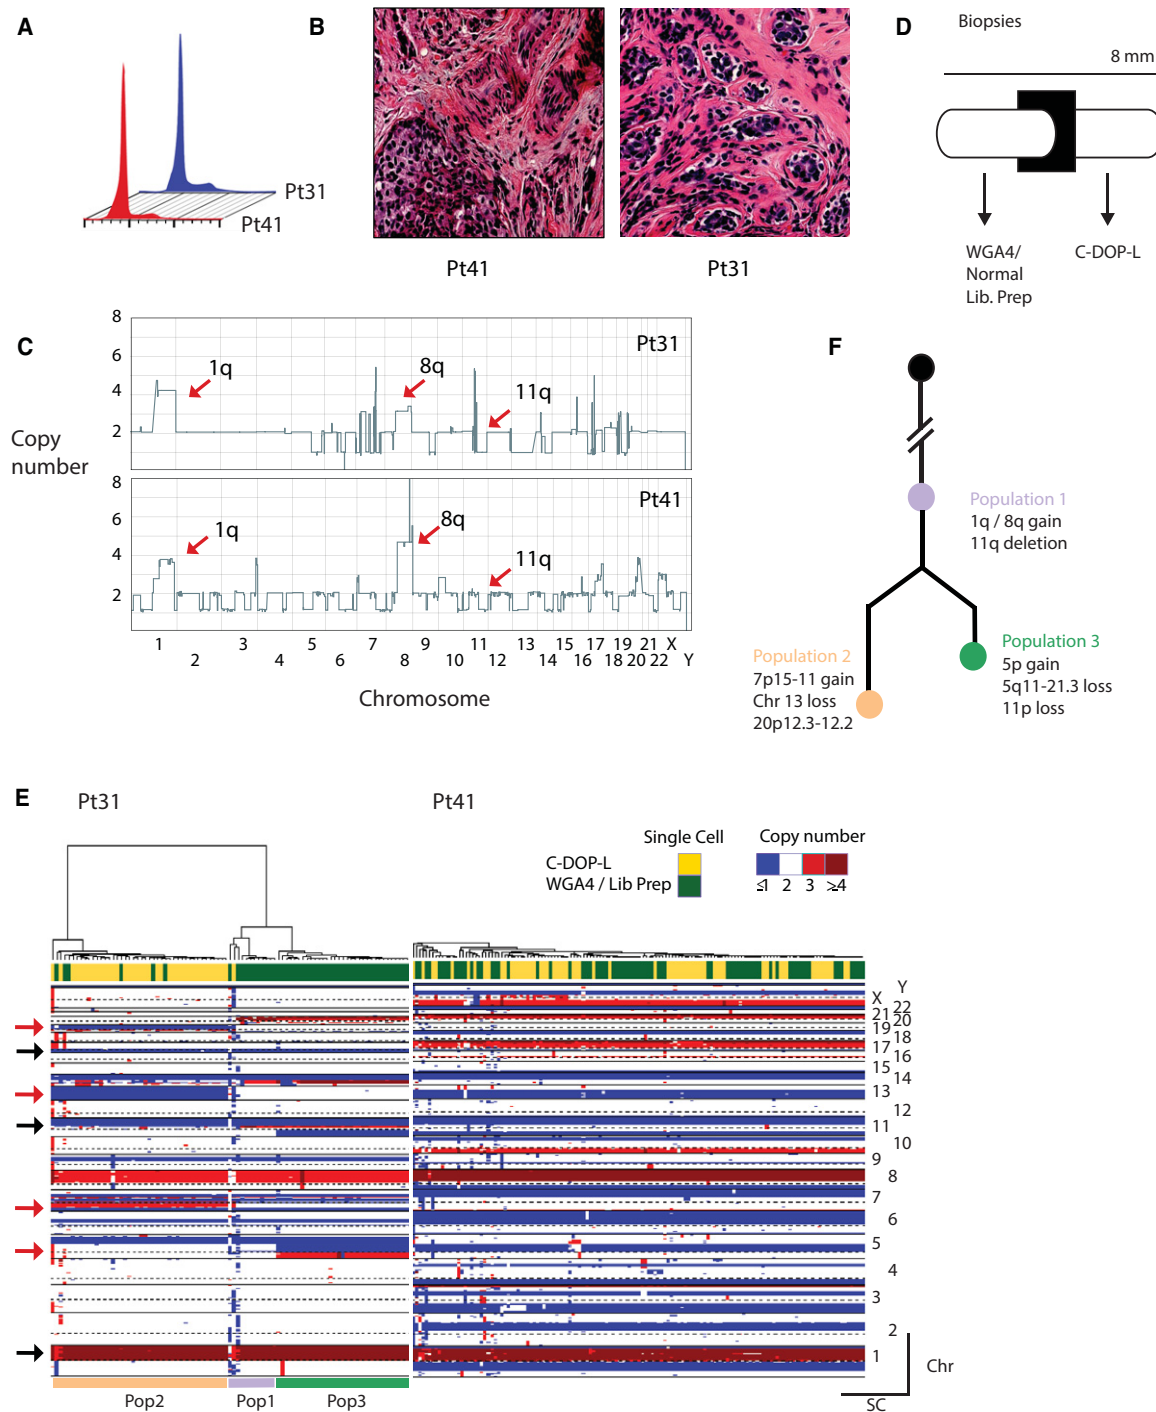 A
Pt31
Pt41
B
Pt41
Pt31
D
Biopsies
8 mm
WGA4/
Normal
Lib. Prep
C-DOP-L
C
Copy
number
8
6
4
2
Pt31
1q
8q
11q
8
6
4
2
Pt41
1q
8q
11q
1 3 5 7 9 11 13 15 17 19 21 X
2 4 6 8 10 12 14 16 18 20 22 Y
Chromosome
F
Population 1
1q / 8q gain
11q deletion
Population 2
7p15-11 gain
Chr 13 loss
20p12.3-12.2
Population 3
5p gain
5q11-21.3 loss
11p loss
E
Pt31
Pt41
Single Cell
C-DOP-L
WGA4 / Lib Prep
Copy number
≤1 2 3 ≥4
Y
X
22
21
20
19
18
17
16
15
14
13
12
11
10
9
8
7
6
5
4
3
2
1
Chr
SC
Pop2
Pop1
Pop3